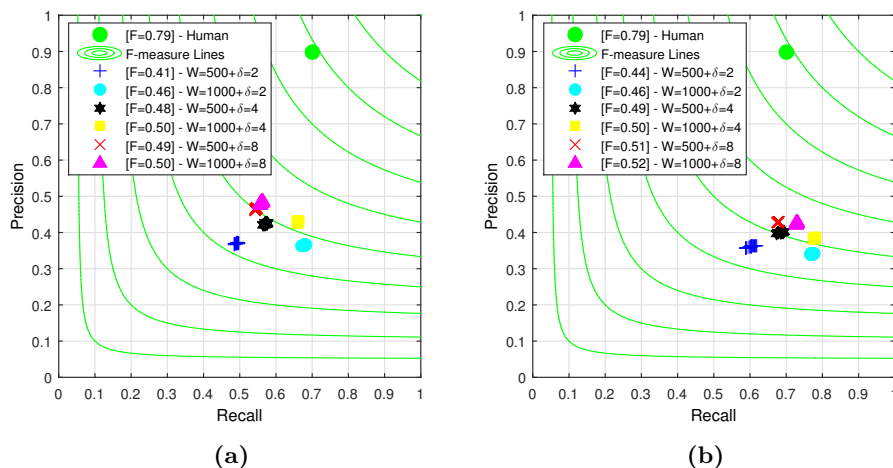 1
0.9
0.8
0.7
0.6
0.5
0.4
0.3
0.2
0.1
0
Precision
[F=0.79] - Human
F-measure Lines
[F=0.41] - W=500+δ=2
[F=0.46] - W=1000+δ=2
[F=0.48] - W=500+δ=4
[F=0.50] - W=1000+δ=4
[F=0.49] - W=500+δ=8
[F=0.50] - W=1000+δ=8
0 0.1 0.2 0.3 0.4 0.5 0.6 0.7 0.8 0.9 1
Recall
(a)
1
0.9
0.8
0.7
0.6
0.5
0.4
0.3
0.2
0.1
0
Precision
[F=0.79] - Human
F-measure Lines
[F=0.44] - W=500+δ=2
[F=0.46] - W=1000+δ=2
[F=0.49] - W=500+δ=4
[F=0.50] - W=1000+δ=4
[F=0.51] - W=500+δ=8
[F=0.52] - W=1000+δ=8
0 0.1 0.2 0.3 0.4 0.5 0.6 0.7 0.8 0.9 1
Recall
(b)